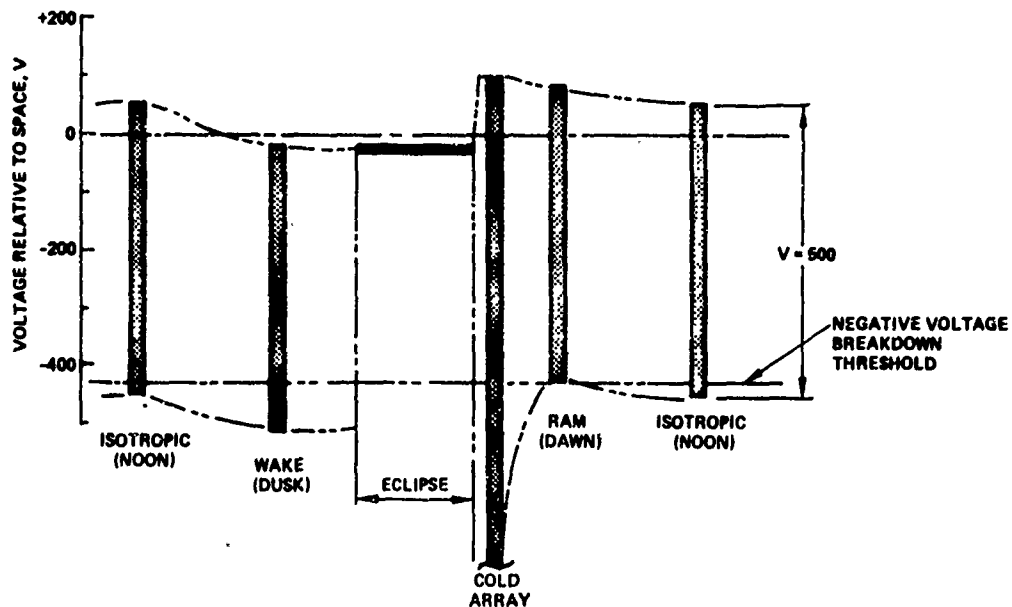 +200
0
-200
-400
VOLTAGE RELATIVE TO SPACE, V
ISOTROPIC
(NOON)
WAKE
(DUSK)
ECLIPSE
COLD
ARRAY
RAM
(DAWN)
ISOTROPIC
(NOON)
V = 500
NEGATIVE VOLTAGE
BREAKDOWN
THRESHOLD